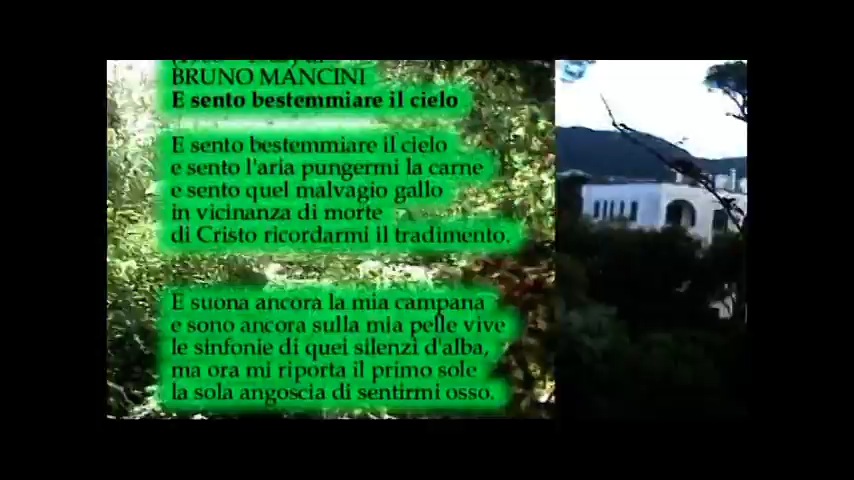 BRUNO MANCINI
E sento bestemmiare il cielo
E sento bestemmiare il cielo
e sento l'aria pungermi la carne
e sento quel malvagio gallo
in vicinanza di morte
di Cristo ricordarmi il tradimento.
E suona ancora la mia campana
e sono ancora sulla mia pelle vive
le sinfonie di quei silenzi d'alba,
ma ora mi riporta il primo sole
la sola angoscia di sentirmi osso.